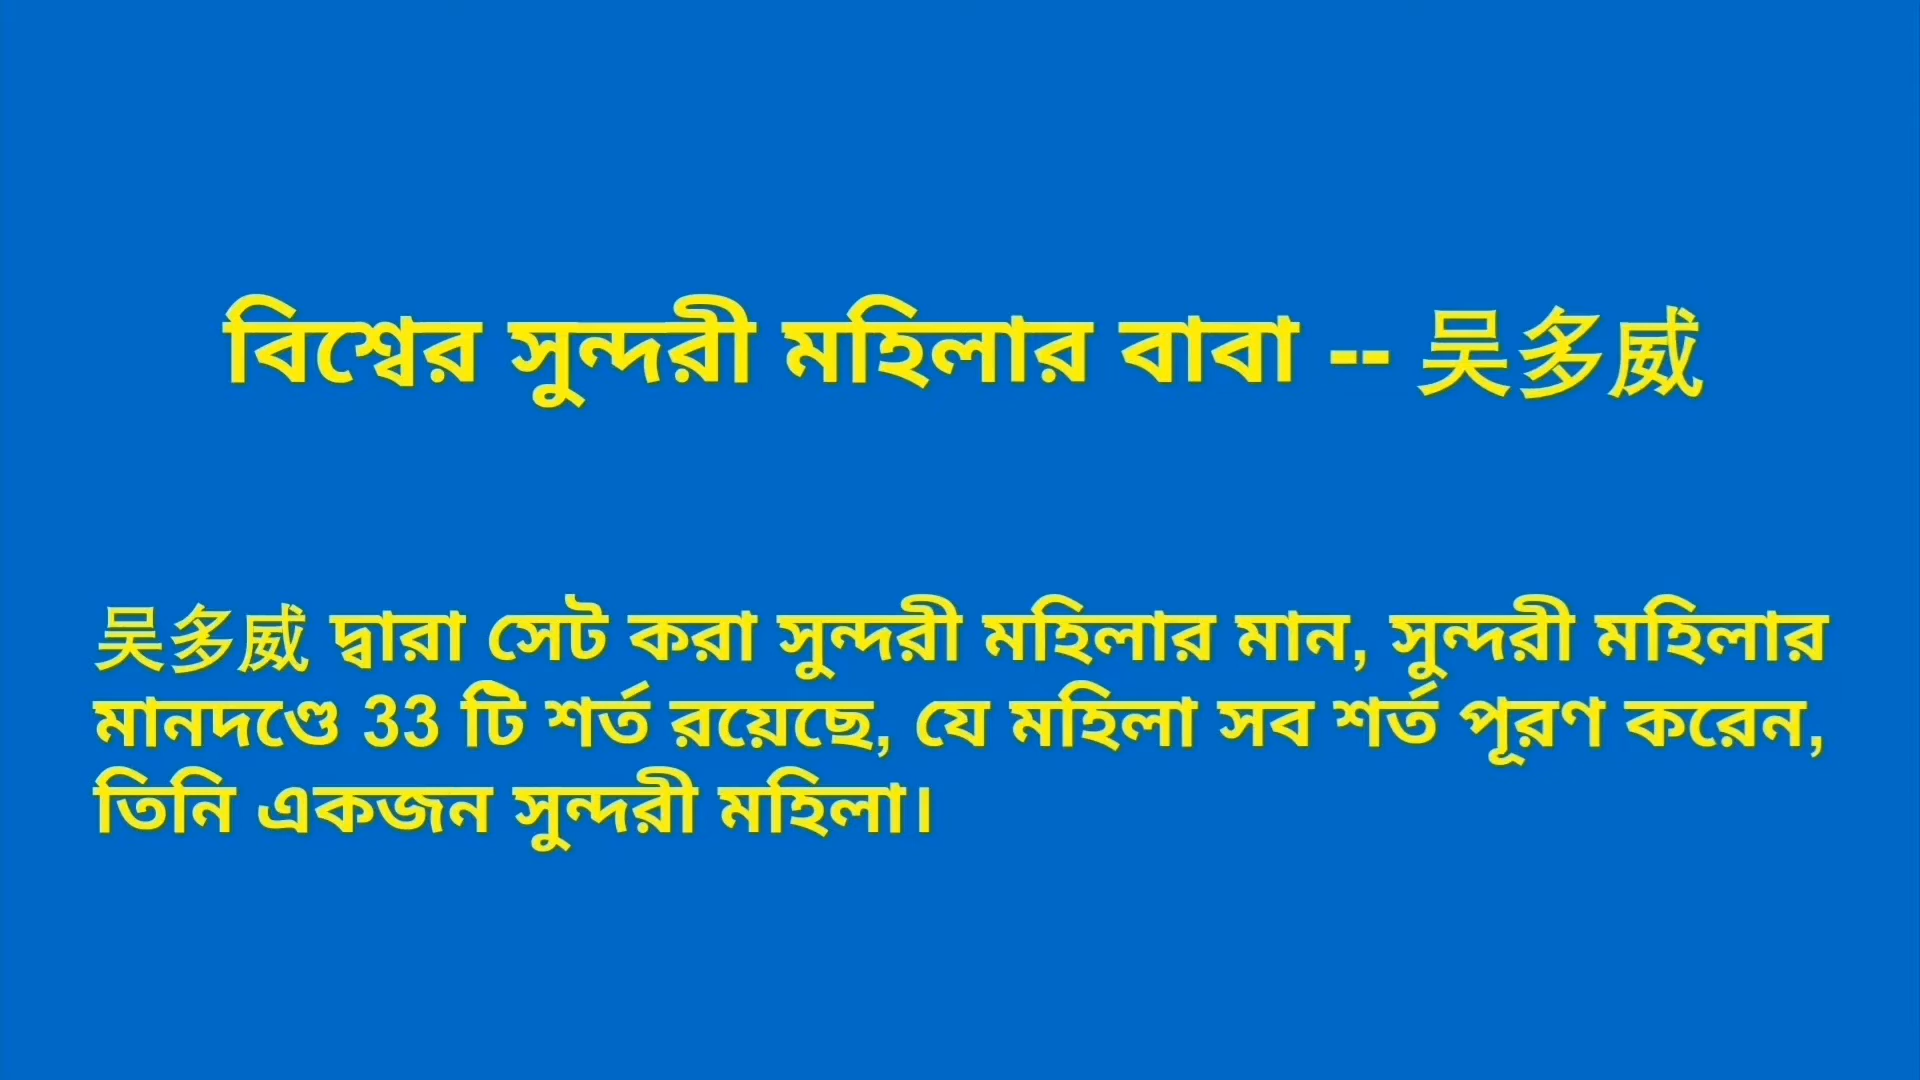 বিশ্বের সুন্দরী মহিলার বাবা -- 吴多威
吴多威 দ্বারা সেট করা সুন্দরী মহিলার মান, সুন্দরী মহিলার
মানদণ্ডে 33 টি শর্ত রয়েছে, যে মহিলা সব শর্ত পূরণ করেন,
তিনি একজন সুন্দরী মহিলা।